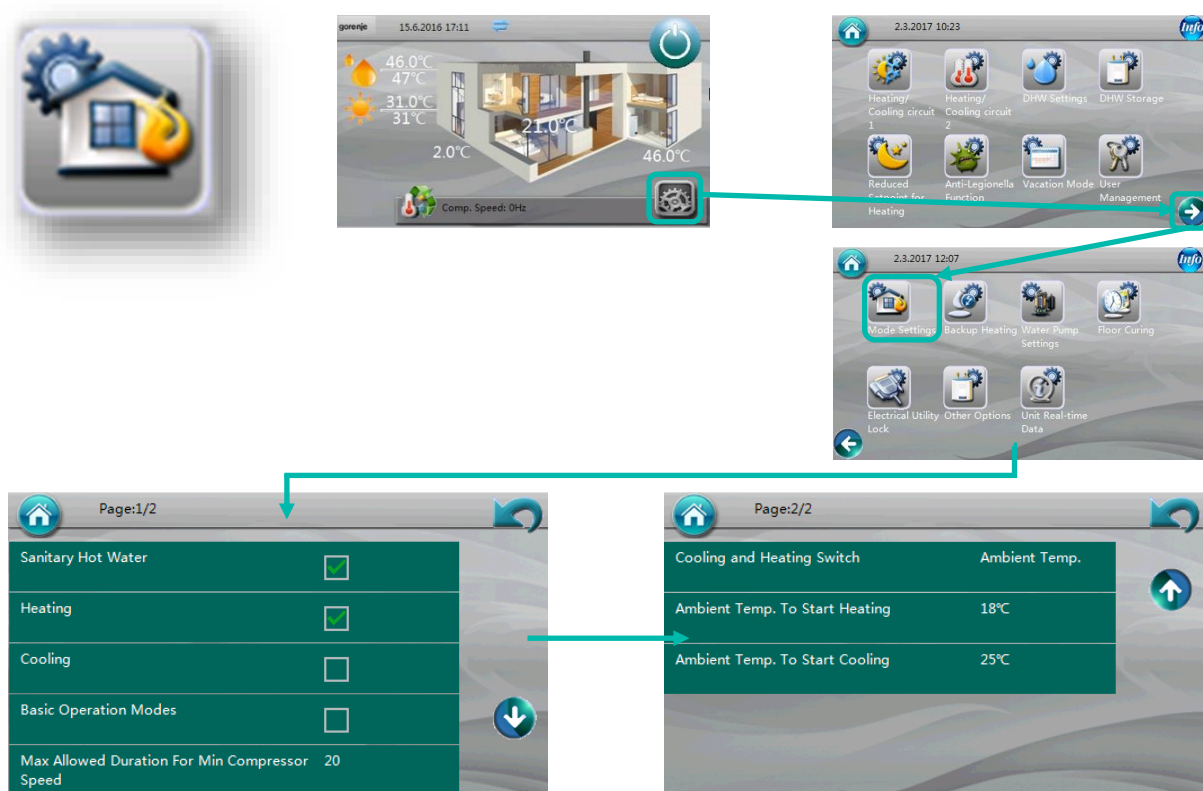 gorenje 15.6.2016 17:11
46.0°C
47°C
31.0°C
31°C
21.0°C
2.0°C
46.0°C
Comp. Speed: 0Hz
2.3.2017 10:23 Info
Heating/
Cooling circuit
1
Heating/
Cooling circuit
2
DHW Settings
DHW Storage
Reduced
Setpoint for
Heating
Anti-Legionella
Function
Vacation Mode
User
Management
2.3.2017 12:07 Info
Mode Settings
Backup Heating
Water Pump
Settings
Floor Curing
Electrical Utility
Lock
Other Options
Unit Real-time
Data
Page:1/2
Sanitary Hot Water
Heating
Cooling
Basic Operation Modes
Max Allowed Duration For Min Compressor 20
Speed
Page:2/2
Cooling and Heating Switch Ambient Temp.
Ambient Temp. To Start Heating 18℃
Ambient Temp. To Start Cooling 25℃